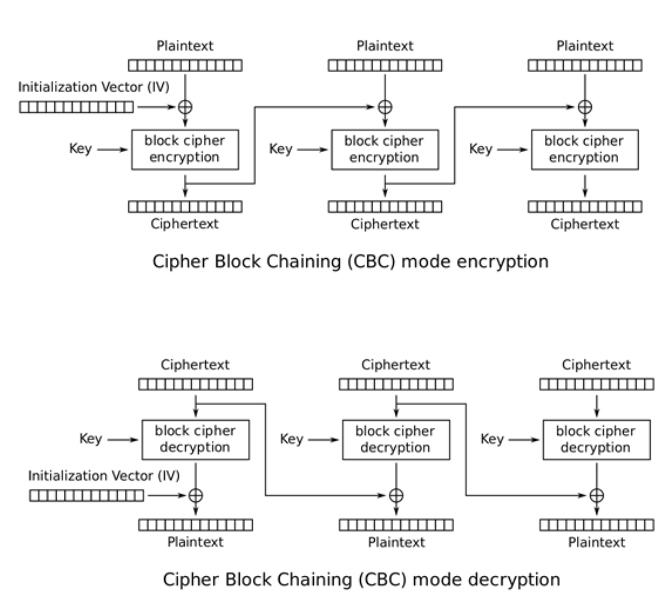 Plaintext Plaintext Plaintext
Initialization Vector (IV)
Key block cipher encryption Key block cipher encryption Key block cipher encryption
Ciphertext Ciphertext Ciphertext
Cipher Block Chaining (CBC) mode encryption
Ciphertext Ciphertext Ciphertext
Key block cipher decryption Key block cipher decryption Key block cipher decryption
Initialization Vector (IV)
Plaintext Plaintext Plaintext
Cipher Block Chaining (CBC) mode decryption